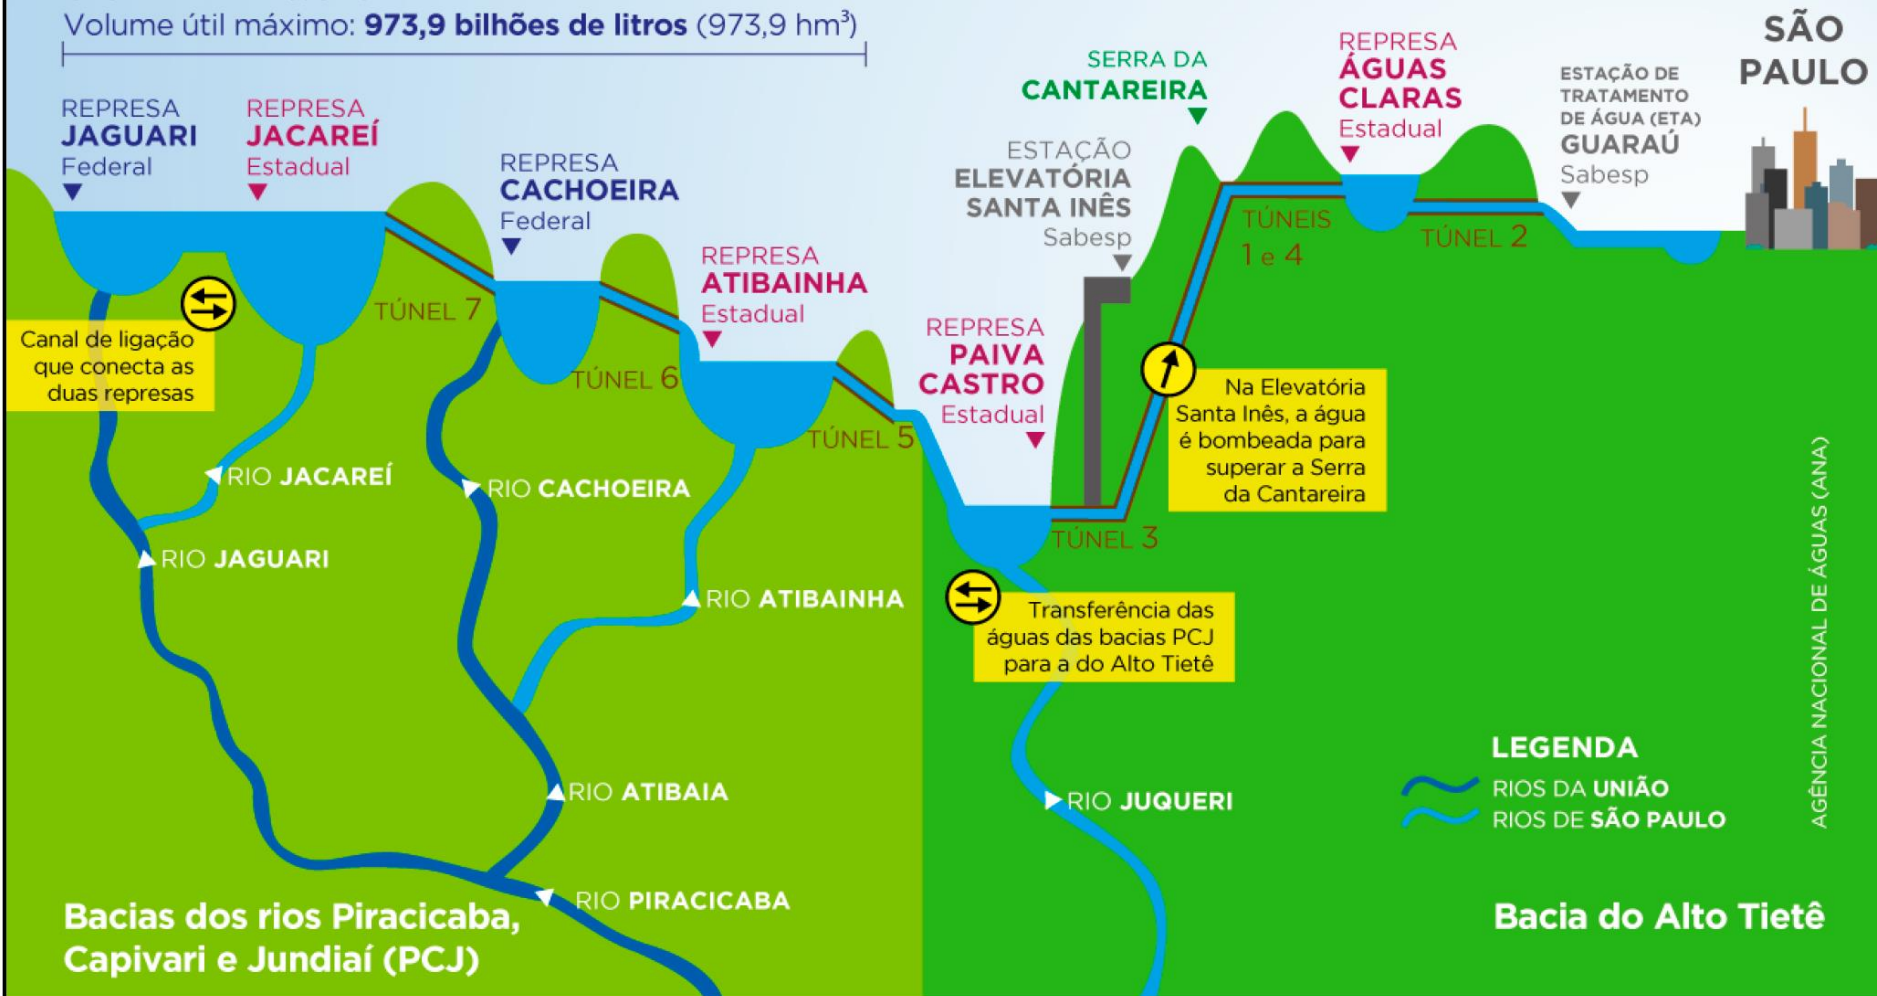 Volume útil máximo: 973,9 bilhões de litros (973,9 hm³)
REPRESA
JAGUARI
Federal
REPRESA
JACAREÍ
Estadual
REPRESA
CACHOEIRA
Federal
REPRESA
ATIBAINHA
Estadual
REPRESA
PAIVA
CASTRO
Estadual
SERRA DA
CANTAREIRA
ESTAÇÃO
ELEVATÓRIA
SANTA INÊS
Sabesp
REPRESA
ÁGUAS
CLARAS
Estadual
ESTAÇÃO DE
TRATAMENTO
DE ÁGUA (ETA)
GUARAÚ
Sabesp
SÃO
PAULO
TÚNEL 7
TÚNEL 6
TÚNEL 5
TÚNEL 3
TÚNEIS
1 e 4
TÚNEL 2
Canal de ligação
que conecta as
duas represas
Na Elevatória
Santa Inês, a água
é bombeada para
superar a Serra
da Cantareira
Transferência das
águas das bacias PCJ
para a do Alto Tietê
RIO JACAREÍ
RIO JAGUARI
RIO CACHOEIRA
RIO ATIBAINHA
RIO ATIBAIA
RIO PIRACICABA
RIO JUQUERI
LEGENDA
RIOS DA UNIÃO
RIOS DE SÃO PAULO
Bacias dos rios Piracicaba,
Capivari e Jundiaí (PCJ)
Bacia do Alto Tietê
AGÊNCIA NACIONAL DE ÁGUAS (ANA)